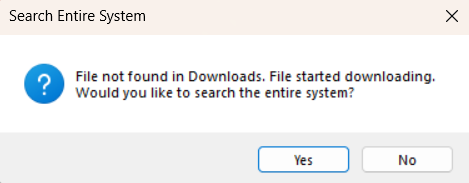 Search Entire System
File not found in Downloads. File started downloading.
Would you like to search the entire system?
Yes
No